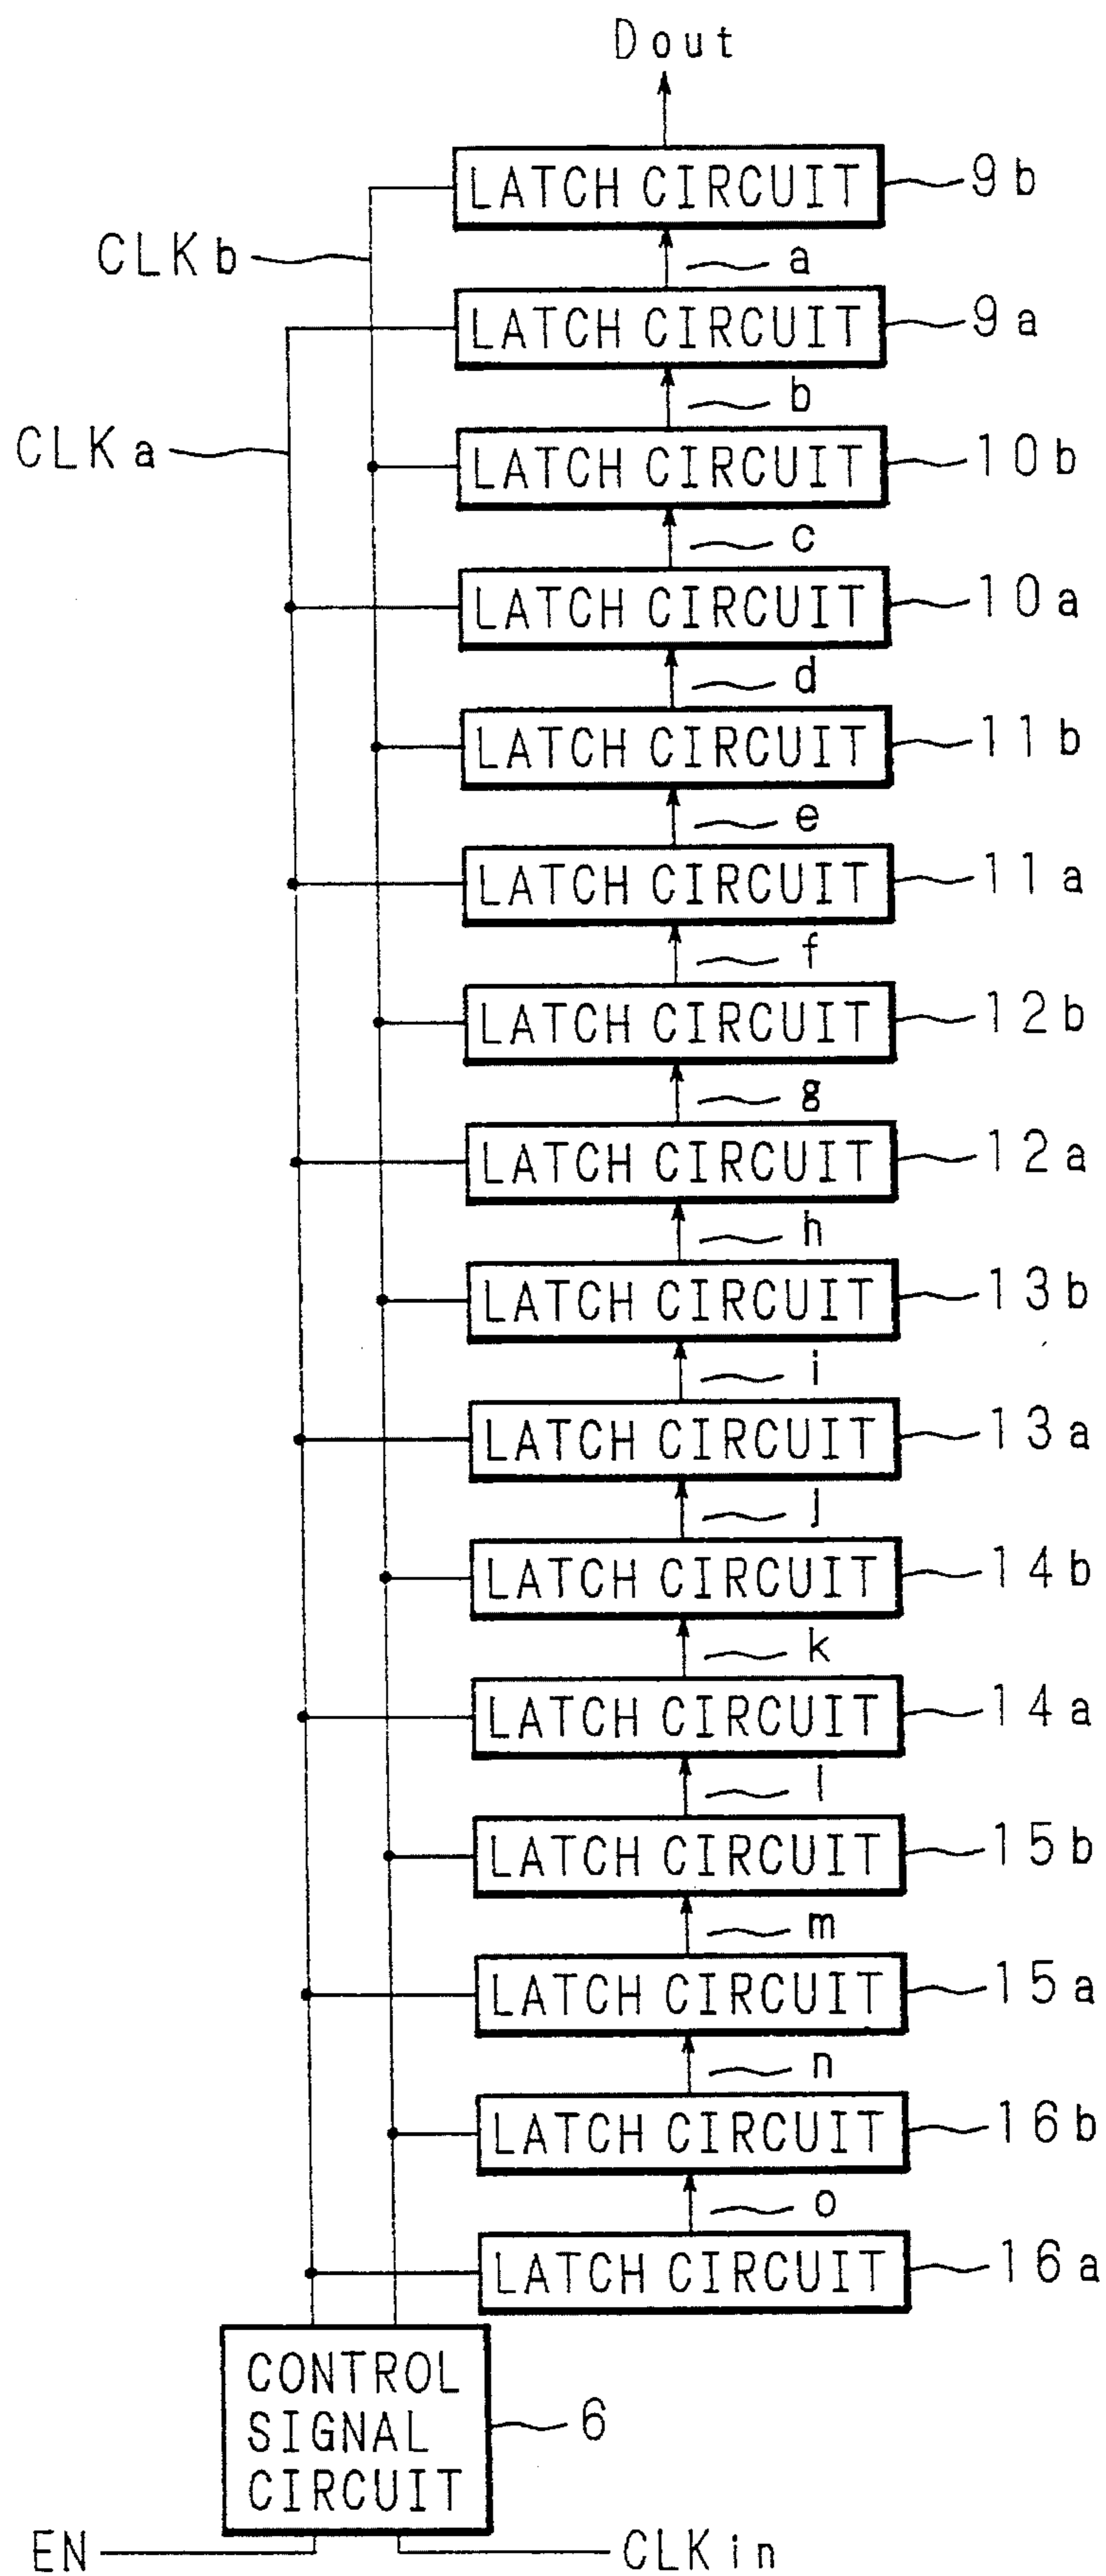 Dout
LATCH CIRCUIT 9b
CLKb
a
LATCH CIRCUIT 9a
b
CLKa
LATCH CIRCUIT 10b
c
LATCH CIRCUIT 10a
d
LATCH CIRCUIT 11b
e
LATCH CIRCUIT 11a
f
LATCH CIRCUIT 12b
g
LATCH CIRCUIT 12a
h
LATCH CIRCUIT 13b
i
LATCH CIRCUIT 13a
j
LATCH CIRCUIT 14b
k
LATCH CIRCUIT 14a
l
LATCH CIRCUIT 15b
m
LATCH CIRCUIT 15a
n
LATCH CIRCUIT 16b
o
LATCH CIRCUIT 16a
CONTROL
SIGNAL 6
CIRCUIT
EN CLKin